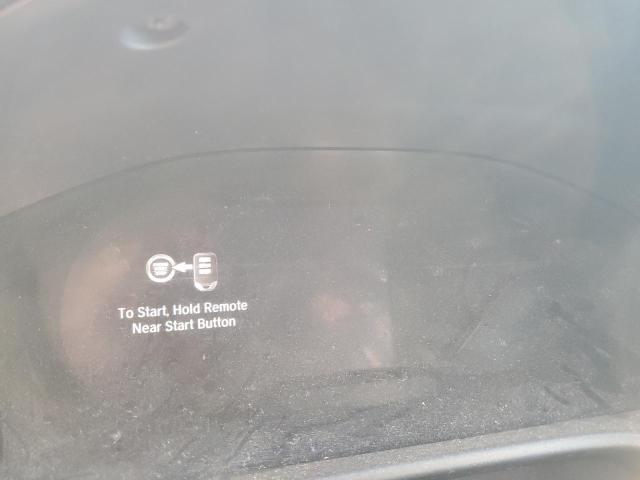 To Start, Hold Remote
Near Start Button